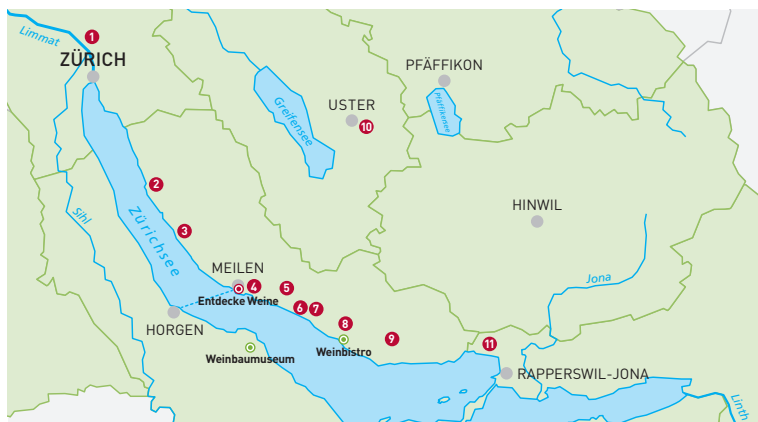 Limmat
1
ZÜRICH
PFÄFFIKON
Greifensee
USTER
10
Pfäffikersee
2
HINWIL
Sihl
Zürichsee
3
MEILEN
4
5
Entdecke Weine
6
7
Jona
HORGEN
8
9
11
Weinbaumuseum
Weinbistro
RAPPERSWIL-JONA
Linth